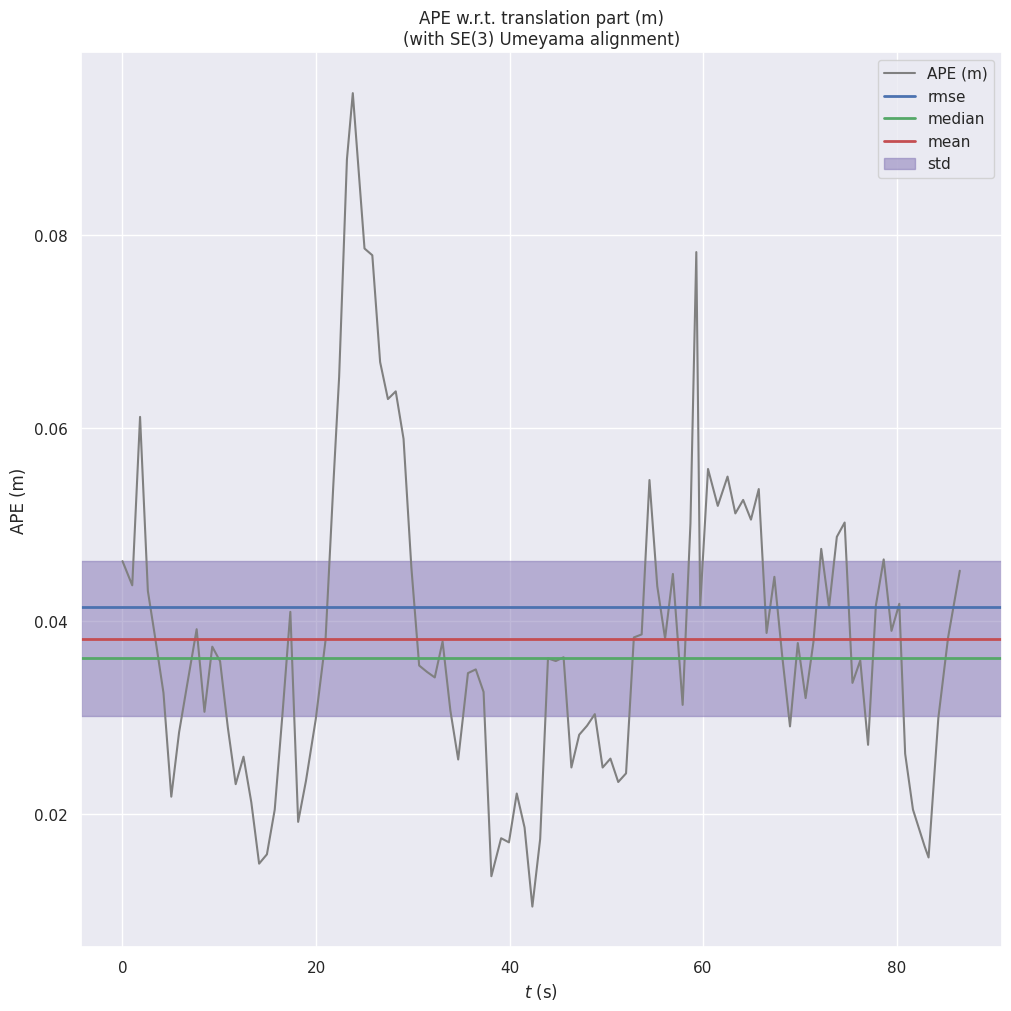 APE w.r.t. translation part (m)
(with SE(3) Umeyama alignment)
APE (m)
rmse
median
mean
std
0.08
0.06
0.04
0.02
APE (m)
0
20
40
60
80
t (s)